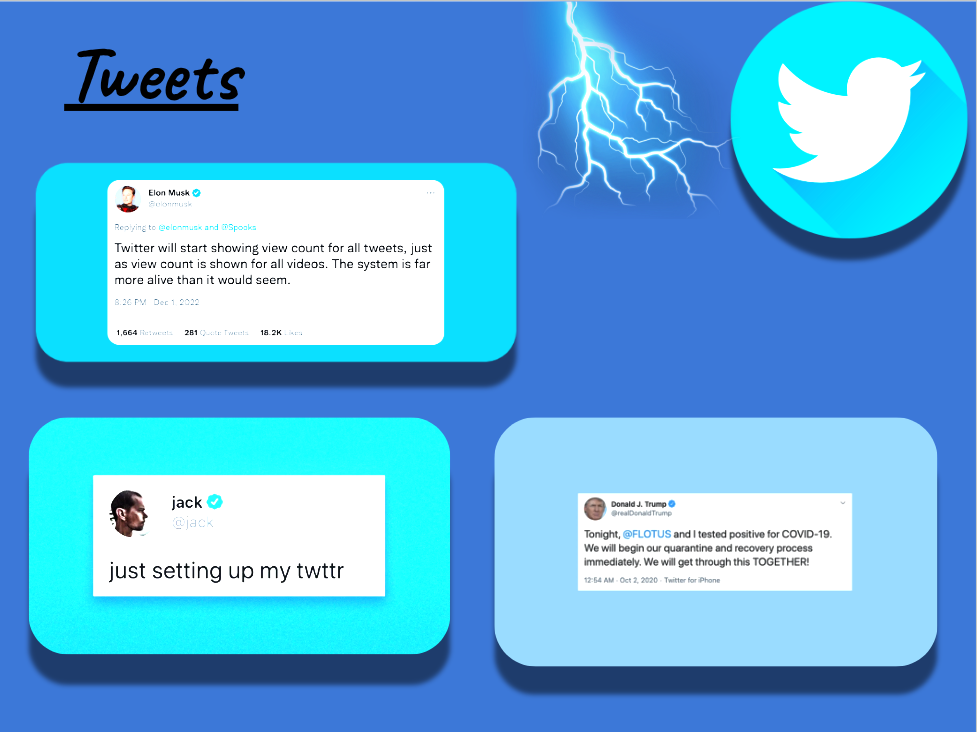 Tweets
Elon Musk
@elonmusk
Replying to @elonmusk and @Spooks
Twitter will start showing view count for all tweets, just
as view count is shown for all videos. The system is far
more alive than it would seem.
8:26 PM · Dec 1, 2022
1,664 Retweets 281 Quote Tweets 18.2K Likes
jack
@jack
just setting up my twttr
Donald J. Trump
@realDonaldTrump
Tonight, @FLOTUS and I tested positive for COVID-19.
We will begin our quarantine and recovery process
immediately. We will get through this TOGETHER!
12:54 AM · Oct 2, 2020 · Twitter for iPhone